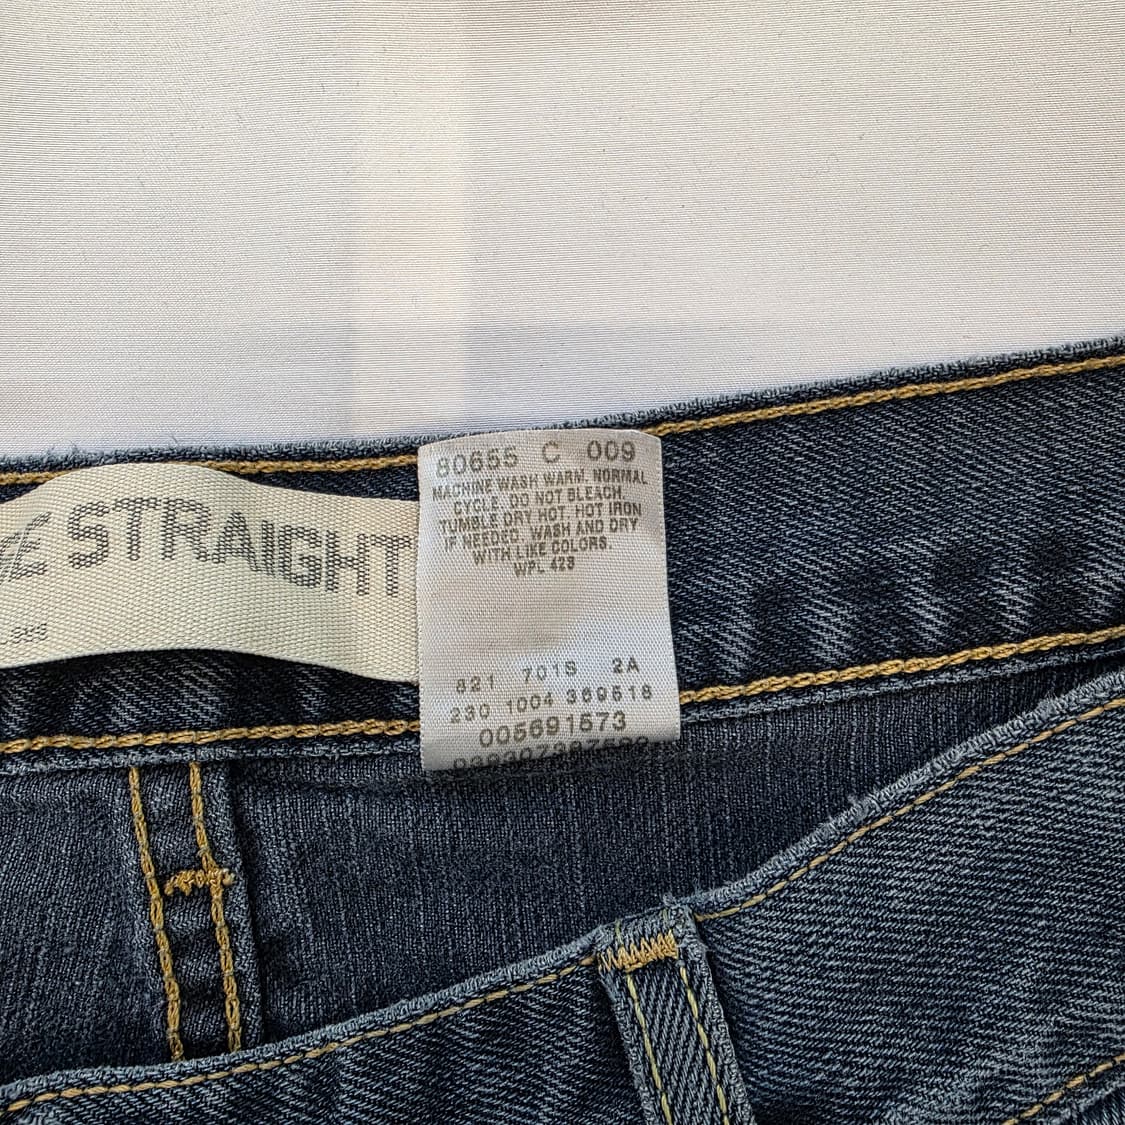 STRAIGHT
80655 C 009
MACHINE WASH WARM, NORMAL
CYCLE. DO NOT BLEACH.
TUMBLE DRY HOT. HOT IRON
IF NEEDED. WASH AND DRY
WITH LIKE COLORS.
WPL 423
821 701S 2A
230 1004 369518
005691573